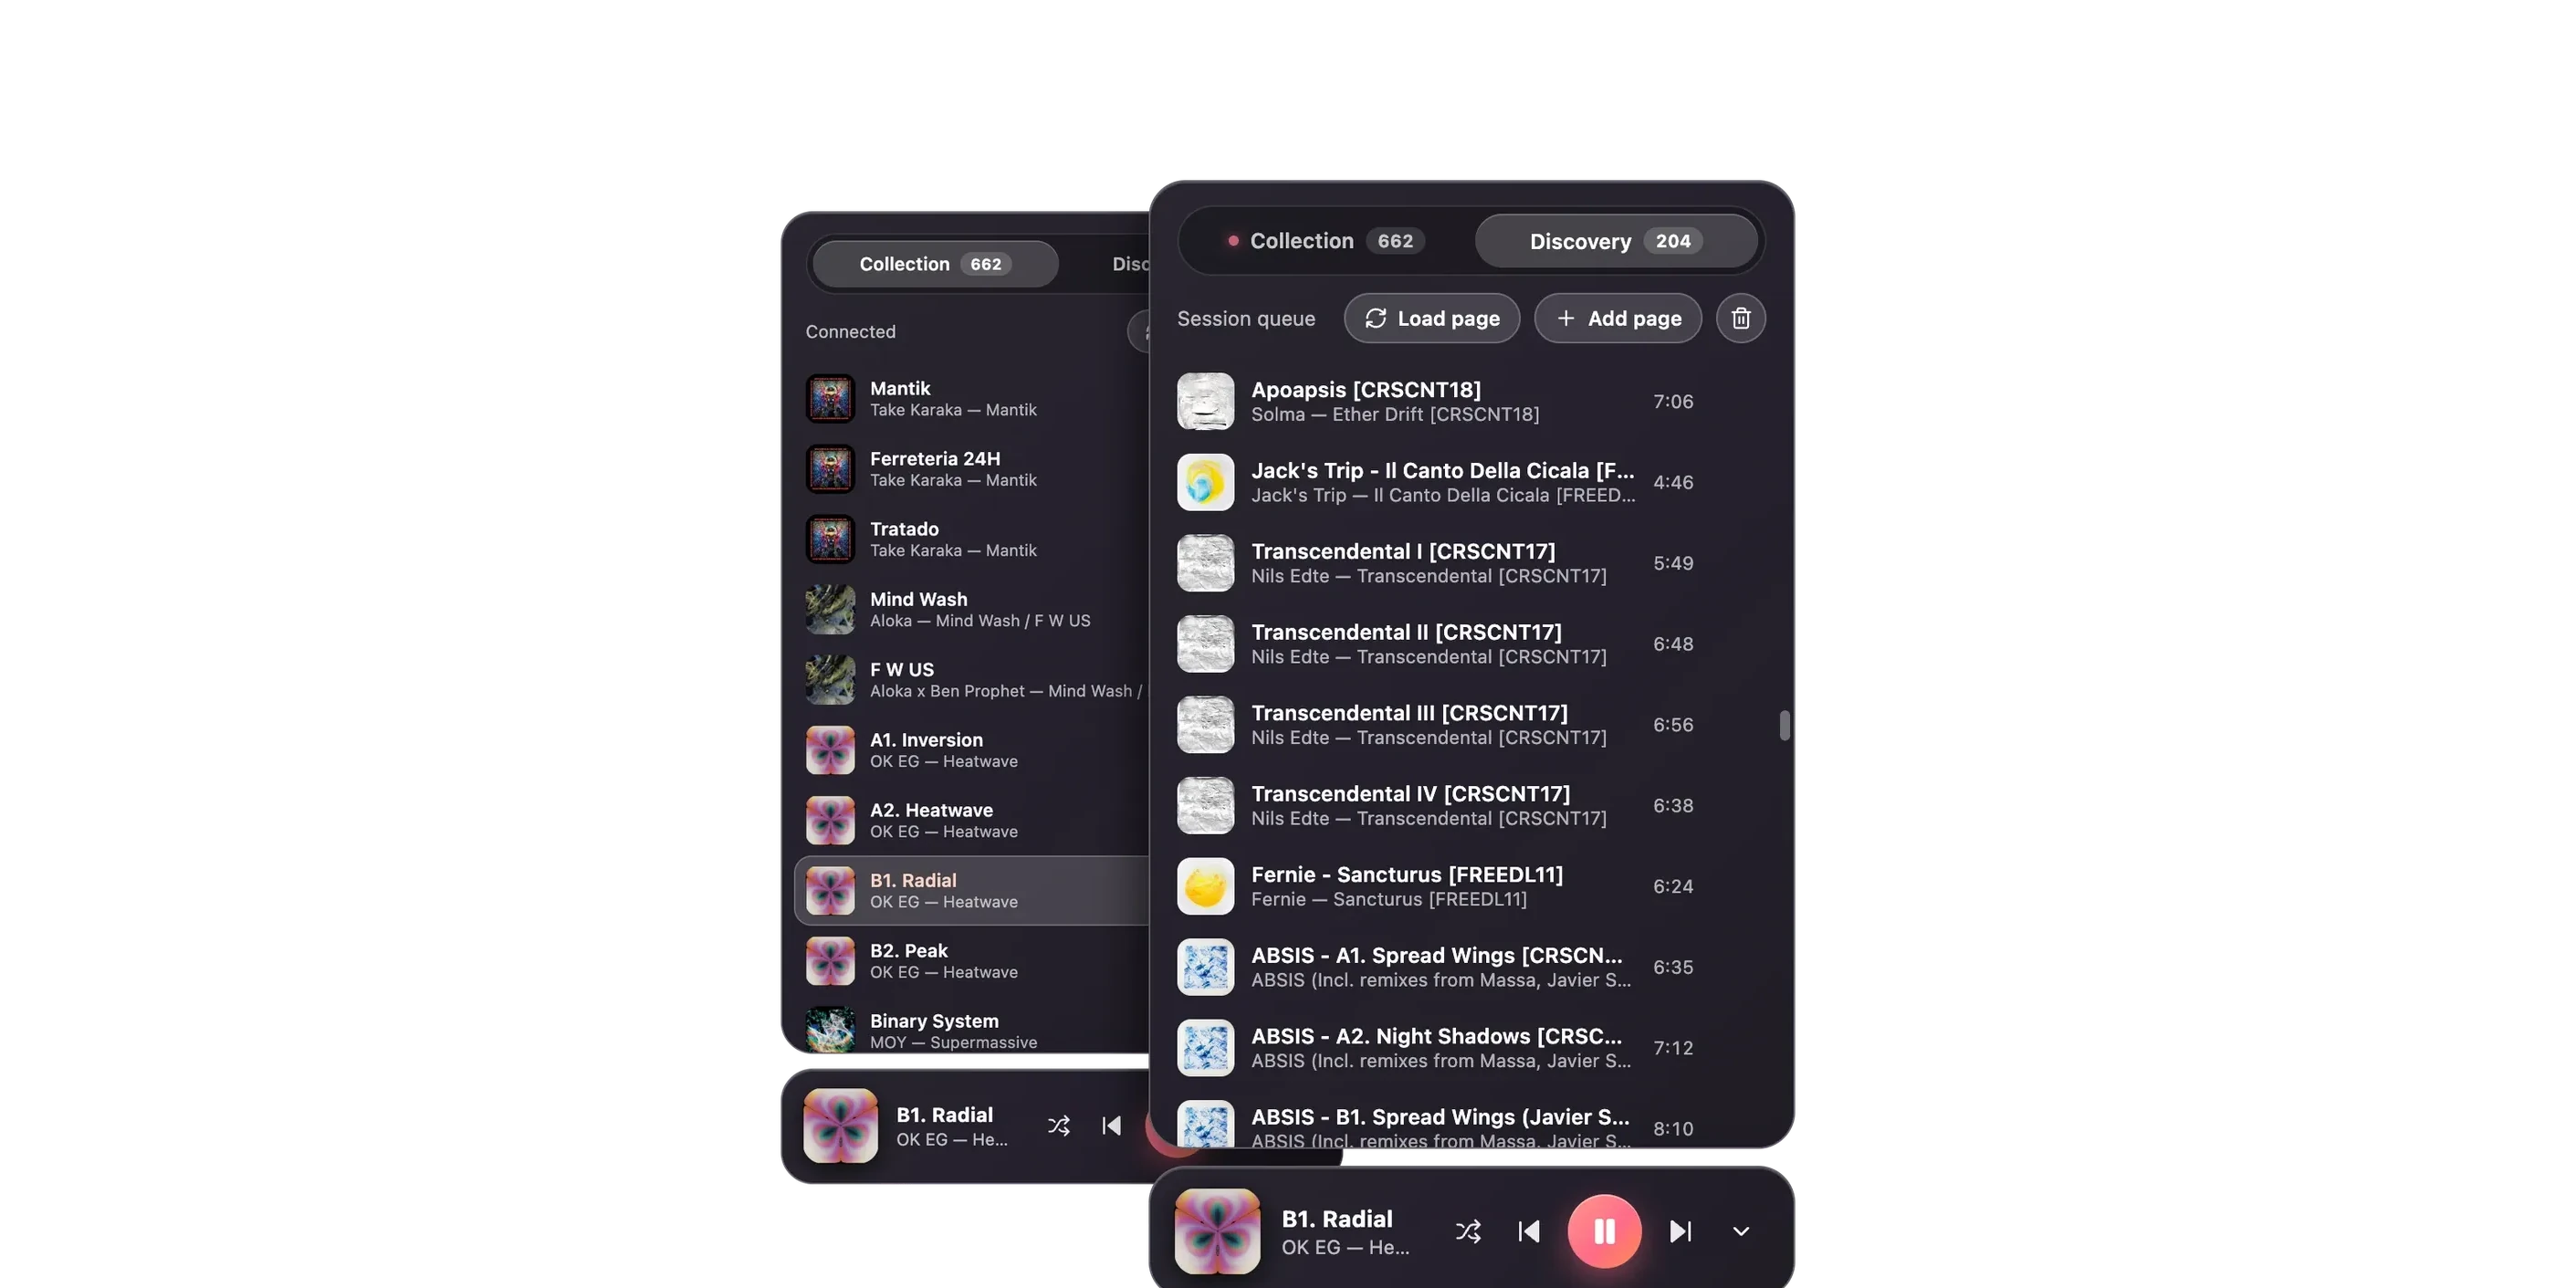 Collection 662
Disc
Connected
Mantik
Take Karaka — Mantik
Ferreteria 24H
Take Karaka — Mantik
Tratado
Take Karaka — Mantik
Mind Wash
Aloka — Mind Wash / F W US
F W US
Aloka x Ben Prophet — Mind Wash /
A1. Inversion
OK EG — Heatwave
A2. Heatwave
OK EG — Heatwave
B1. Radial
OK EG — Heatwave
B2. Peak
OK EG — Heatwave
Binary System
MOY — Supermassive
B1. Radial
OK EG — He...
Collection 662
Discovery 204
Session queue
Load page
Add page
Apoapsis [CRSCNT18]
Solma — Ether Drift [CRSCNT18]
7:06
Jack's Trip - Il Canto Della Cicala [F...
Jack's Trip — Il Canto Della Cicala [FREED...
4:46
Transcendental I [CRSCNT17]
Nils Edte — Transcendental [CRSCNT17]
5:49
Transcendental II [CRSCNT17]
Nils Edte — Transcendental [CRSCNT17]
6:48
Transcendental III [CRSCNT17]
Nils Edte — Transcendental [CRSCNT17]
6:56
Transcendental IV [CRSCNT17]
Nils Edte — Transcendental [CRSCNT17]
6:38
Fernie - Sancturus [FREEDL11]
Fernie — Sancturus [FREEDL11]
6:24
ABSIS - A1. Spread Wings [CRSCN...
ABSIS (Incl. remixes from Massa, Javier S...
6:35
ABSIS - A2. Night Shadows [CRSC...
ABSIS (Incl. remixes from Massa, Javier S...
7:12
ABSIS - B1. Spread Wings (Javier S...
ABSIS (Incl. remixes from Massa, Javier S...
8:10
B1. Radial
OK EG — He...